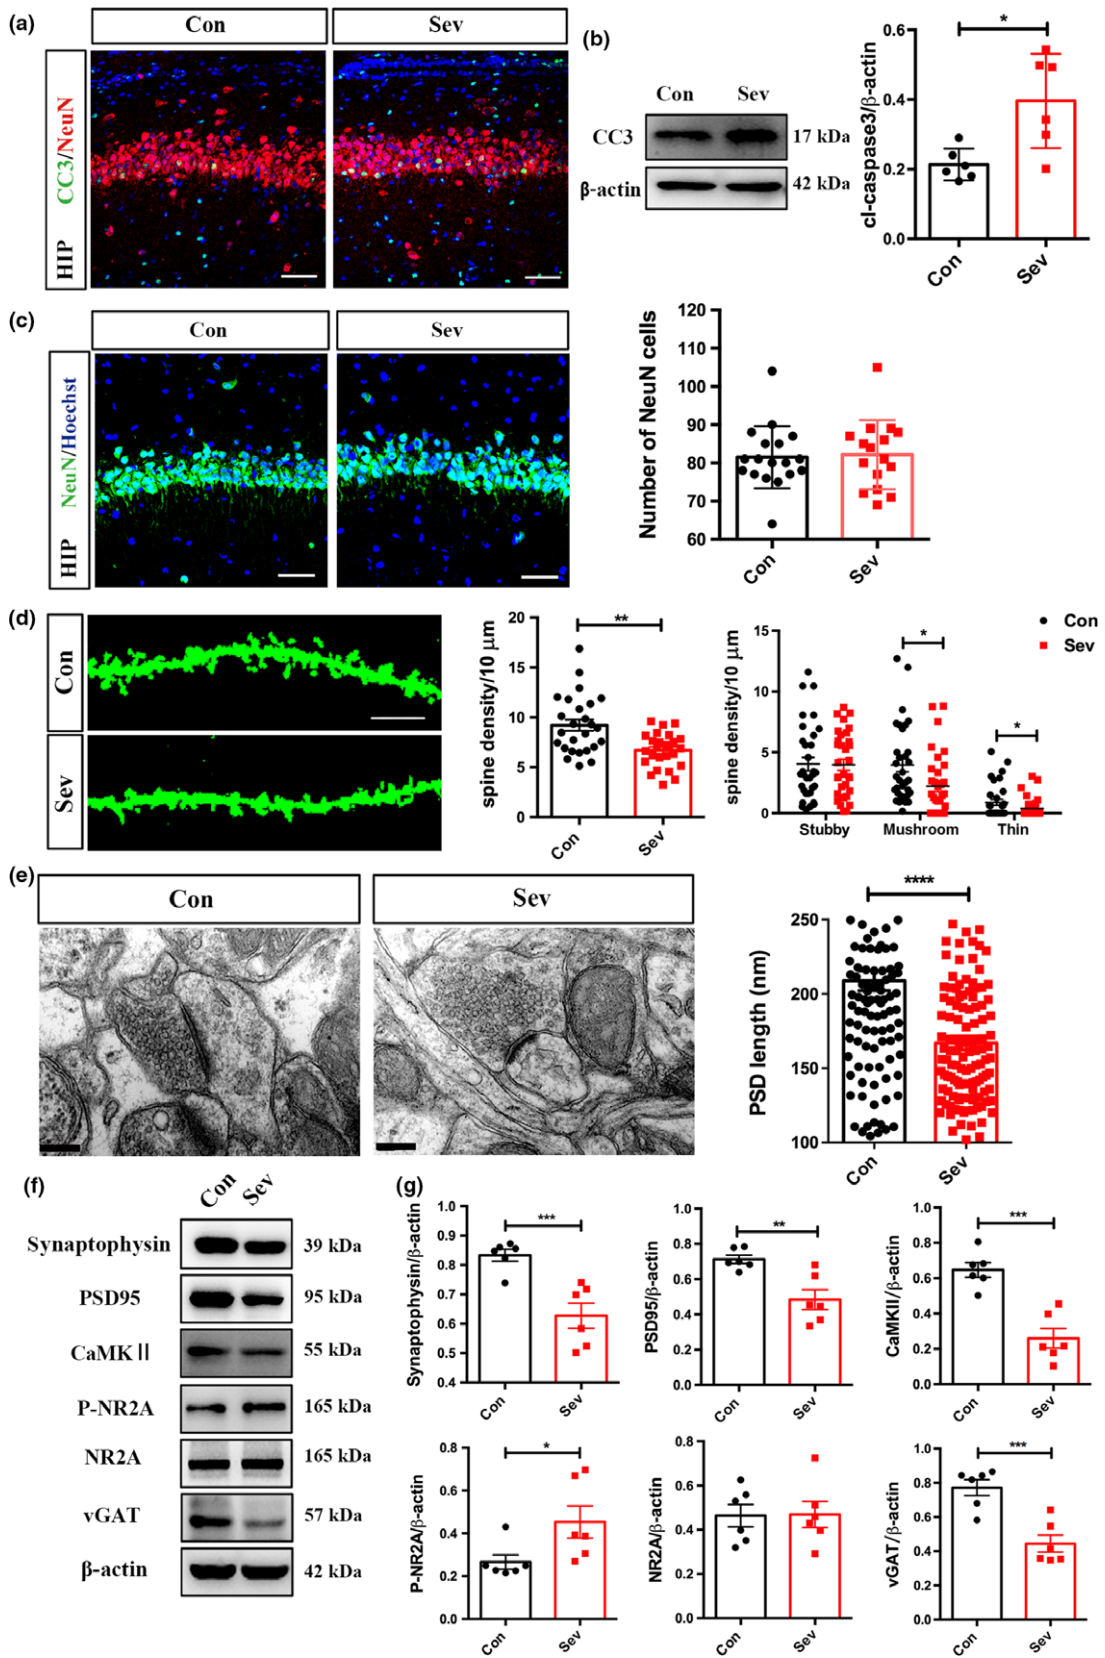 (a)
Con
Sev
HIP CC3/NeuN
(b)
Con Sev
CC3
17 kDa
β-actin
42 kDa
cl-caspase3/β-actin
0.6
0.4
0.2
0.0
*
Con
Sev
(c)
Con
Sev
HIP NeuN/Hoechst
Number of NeuN cells
120
110
100
90
80
70
60
Con
Sev
(d)
Con
Sev
spine density/10 μm
20
15
10
5
0
**
Con
Sev
spine density/10 μm
15
10
5
0
*
*
Stubby
Mushroom
Thin
Con
Sev
(e)
Con
Sev
PSD length (nm)
250
200
150
100
****
Con
Sev
(f)
Con
Sev
Synaptophysin
39 kDa
PSD95
95 kDa
CaMK II
55 kDa
P-NR2A
165 kDa
NR2A
165 kDa
vGAT
57 kDa
β-actin
42 kDa
(g)
Synaptophysin/β-actin
1.0
0.9
0.8
0.7
0.6
0.5
0.4
***
Con
Sev
PSD95/β-actin
1.0
0.8
0.6
0.4
0.2
0.0
**
Con
Sev
CaMKII/β-actin
1.0
0.8
0.6
0.4
0.2
0.0
***
Con
Sev
P-NR2A/β-actin
0.8
0.6
0.4
0.2
0.0
*
Con
Sev
NR2A/β-actin
0.8
0.6
0.4
0.2
0.0
Con
Sev
vGAT/β-actin
1.0
0.8
0.6
0.4
0.2
0.0
***
Con
Sev